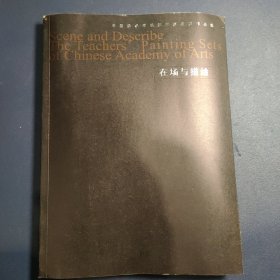 Scene and Describe
The Teachers' Painting Sets
of Chinese Academy of Arts
在场与描绘